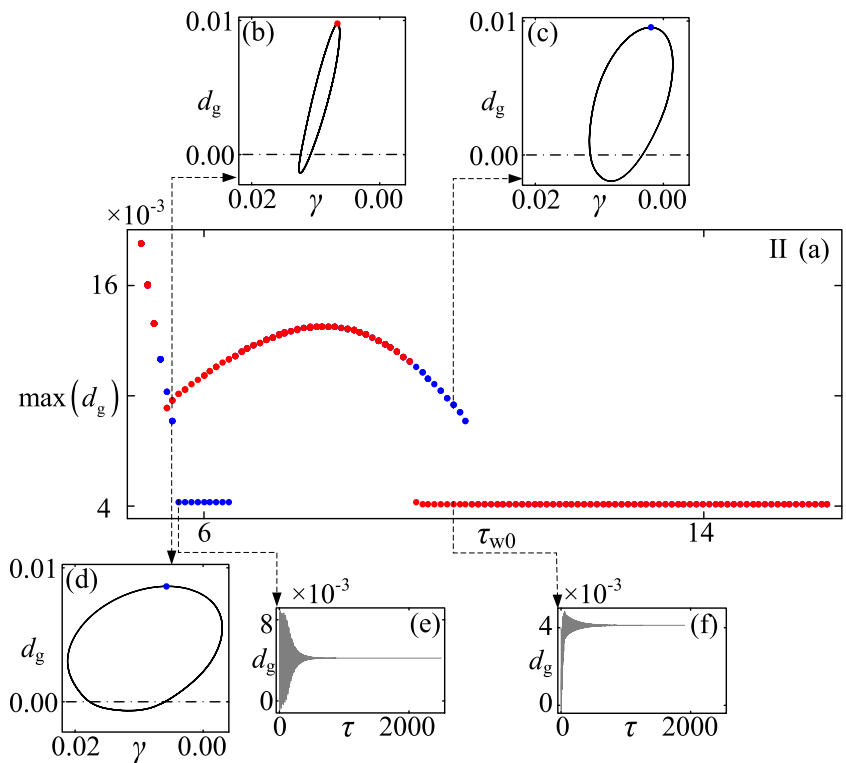 0.01 (b)
d_g
0.00
0.02 γ 0.00
0.01 (c)
d_g
0.00
0.02 γ 0.00
×10⁻³
II (a)
16
max(d_g)
4
6 τ_w0 14
0.01 (d)
d_g
0.00
0.02 γ 0.00
×10⁻³
8 (e)
d_g
0
0 τ 2000
×10⁻³
4 (f)
d_g
0
0 τ 2000